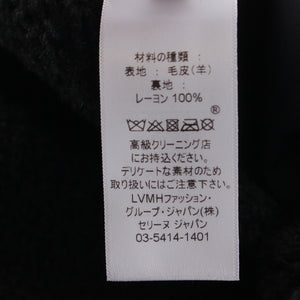 材料の種類 :
表地 : 毛皮(羊)
裏地 :
レーヨン 100%
®
高級クリーニング店
にお持込ください。
デリケートな素材のため
取り扱いにはご注意下さい。
LVMHファッション・
グループ・ジャパン(株)
セリーヌ ジャパン
03-5414-1401